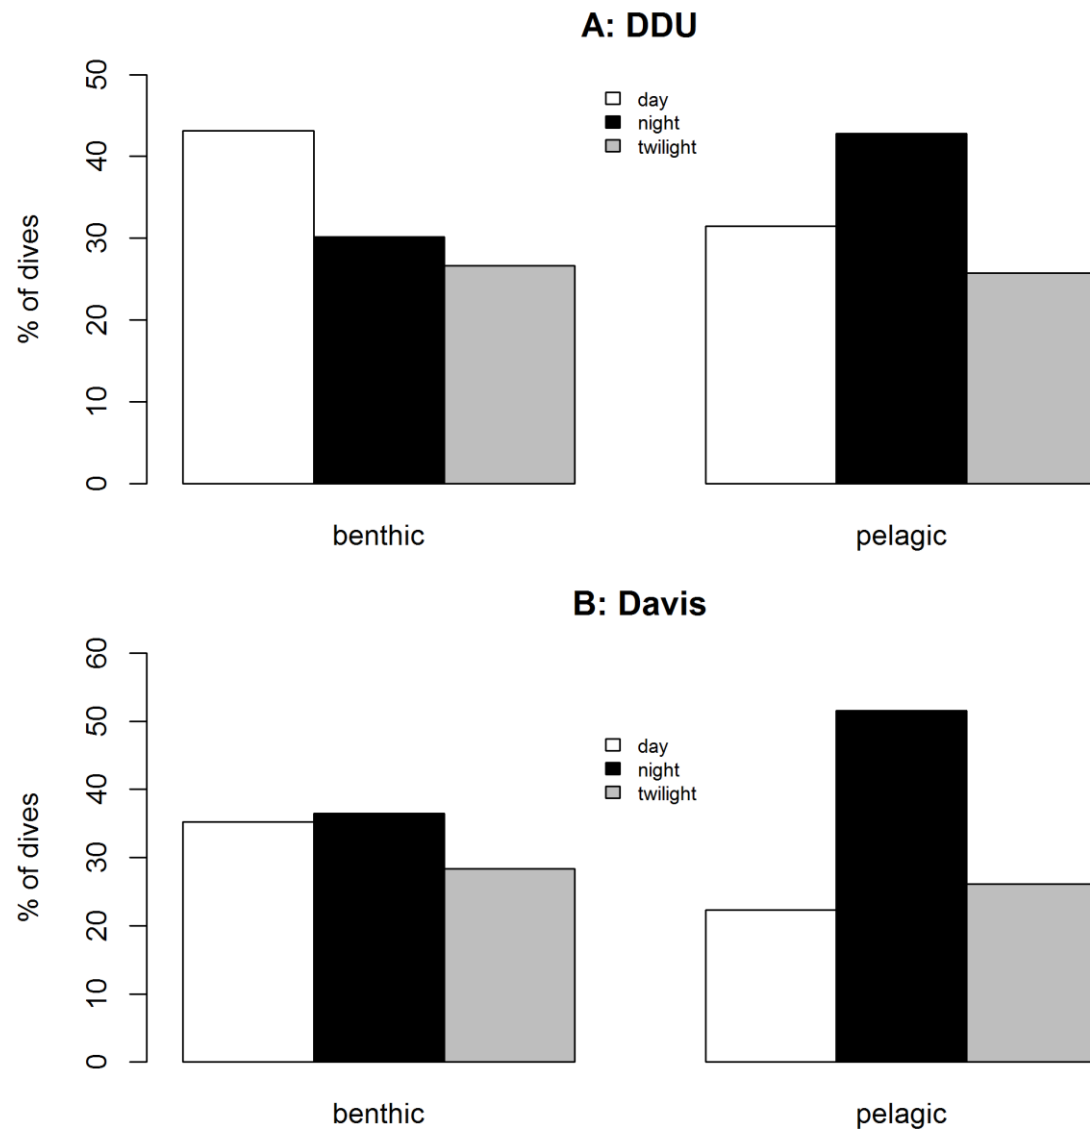 A: DDU
50
40
30
20
10
0
% of dives
day
night
twilight
benthic
pelagic
B: Davis
60
50
40
30
20
10
0
% of dives
day
night
twilight
benthic
pelagic